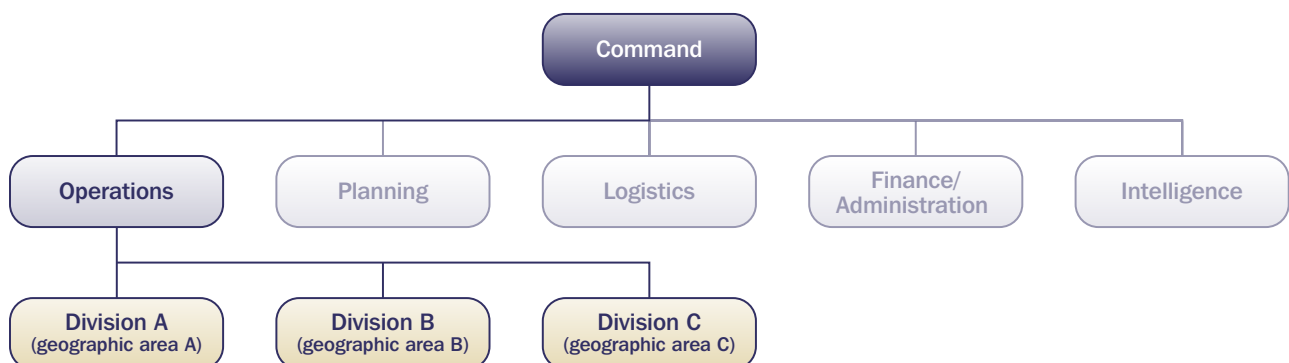 Command
Operations
Planning
Logistics
Finance/
Administration
Intelligence
Division A
(geographic area A)
Division B
(geographic area B)
Division C
(geographic area C)